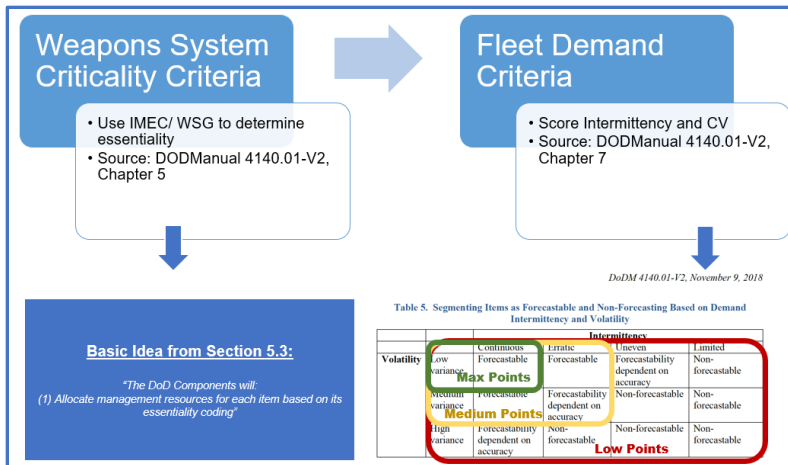 Weapons System
Criticality Criteria
• Use IMEC/ WSG to determine
essentiality
• Source: DODManual 4140.01-V2,
Chapter 5
Fleet Demand
Criteria
• Score Intermittency and CV
• Source: DODManual 4140.01-V2,
Chapter 7
Basic Idea from Section 5.3:
“The DoD Components will:
(1) Allocate management resources for each item based on its
essentiality coding”
DoDM 4140.01-V2, November 9, 2018
Table 5. Segmenting Items as Forecastable and Non-Forecasting Based on Demand
Intermittency and Volatility
Intermittency
Continuous Erratic Uneven Limited
Volatility Low Forecastable Forecastable Forecastability Non-
variance dependent on forecastable
accuracy
Max Points
Medium Forecastable Forecastability Non-forecastable Non-
variance dependent on forecastable
accuracy
Medium Points
High Forecastability Non- Non-forecastable Non-
variance dependent on forecastable forecastable
accuracy
Low Points